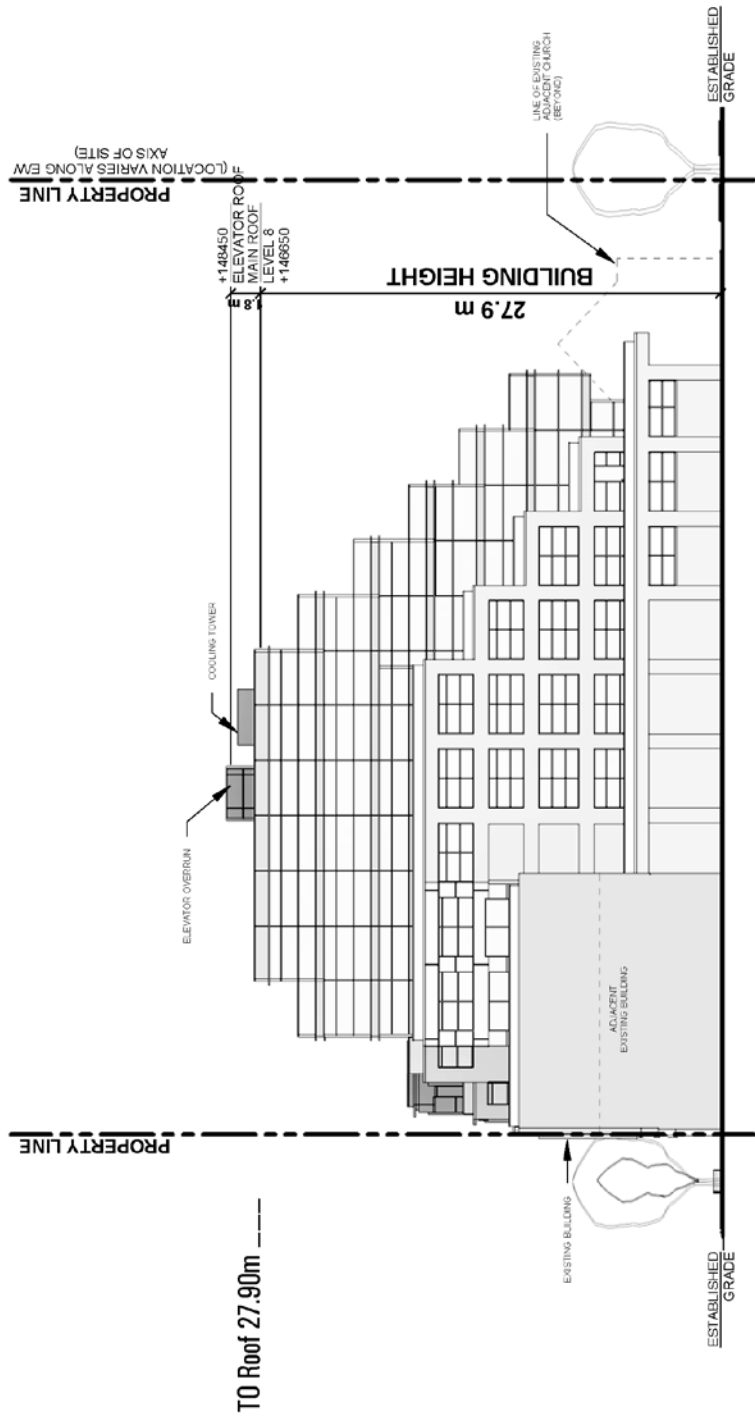 TO Roof 27.90m
PROPERTY LINE
PROPERTY LINE
(LOCATION VARIES ALONG E/W
AXIS OF SITE)
ELEVATOR OVERRUN
COOLING TOWER
+148450
ELEVATOR ROOF
MAIN ROOF
LEVEL 8
+146650
1.8 m
27.9 m
BUILDING HEIGHT
LINE OF EXISTING
ADJACENT CHURCH
(BEYOND)
EXISTING BUILDING
ADJACENT
EXISTING BUILDING
ESTABLISHED
GRADE
ESTABLISHED
GRADE